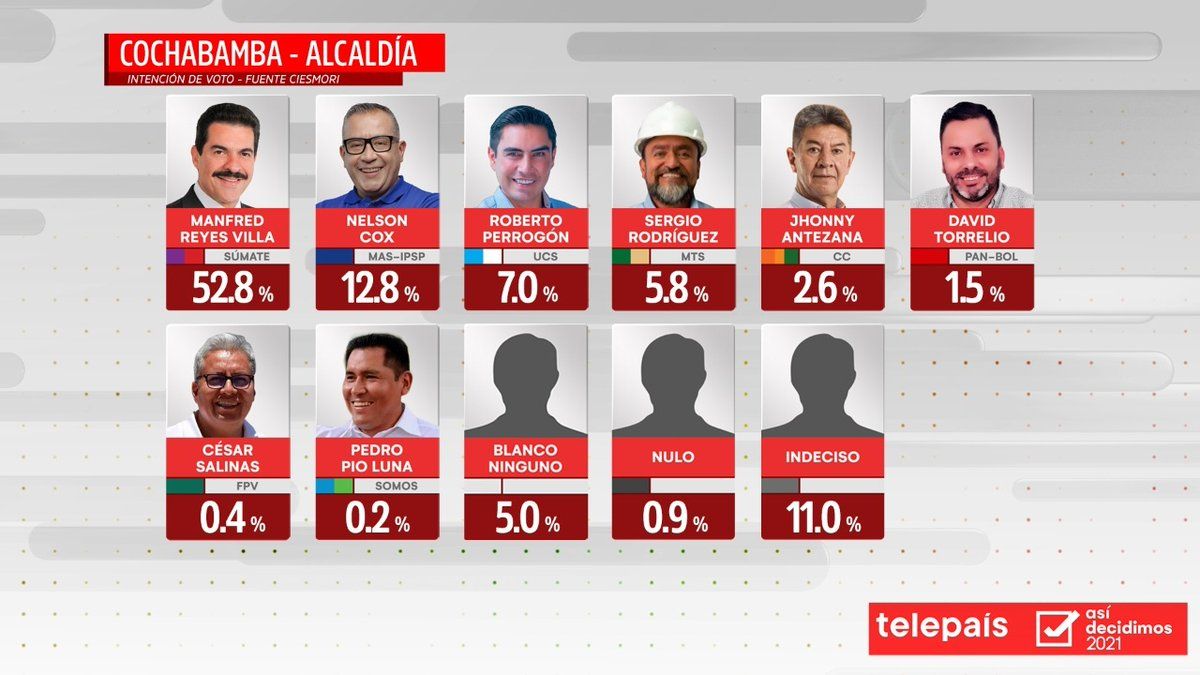 COCHABAMBA - ALCALDÍA
INTENCIÓN DE VOTO - FUENTE CIESMORI
MANFRED
REYES VILLA
SÚMATE
52.8 %
NELSON
COX
MAS-IPSP
12.8 %
ROBERTO
PERROGÓN
UCS
7.0 %
SERGIO
RODRÍGUEZ
MTS
5.8 %
JHONNY
ANTEZANA
CC
2.6 %
DAVID
TORRELIO
PAN-BOL
1.5 %
CÉSAR
SALINAS
FPV
0.4 %
PEDRO
PIO LUNA
SOMOS
0.2 %
BLANCO
NINGUNO
5.0 %
NULO
0.9 %
INDECISO
11.0 %
telepaís
así
decidimos
2021